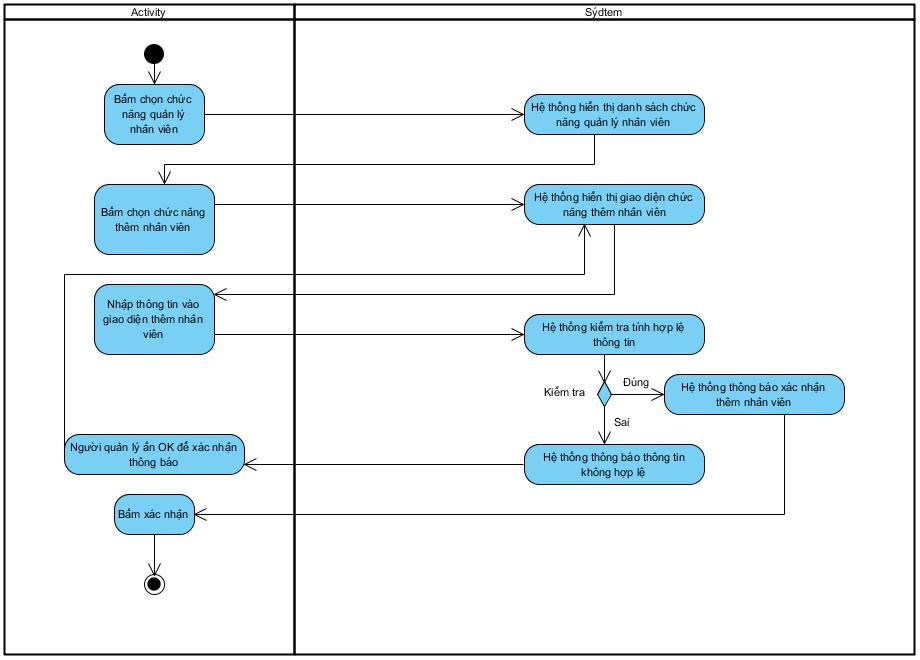 Activity
Sýdtem
Bấm chọn chức
năng quản lý
nhân viên
Hệ thống hiển thị danh sách chức
năng quản lý nhân viên
Bấm chọn chức năng
thêm nhân viên
Hệ thống hiển thị giao diện chức
năng thêm nhân viên
Nhập thông tin vào
giao diện thêm nhân
viên
Hệ thống kiểm tra tính hợp lệ
thông tin
Kiểm tra
Đúng
Hệ thống thông báo xác nhận
thêm nhân viên
Sai
Người quản lý ấn OK để xác nhận
thông báo
Hệ thống thông báo thông tin
không hợp lệ
Bấm xác nhận